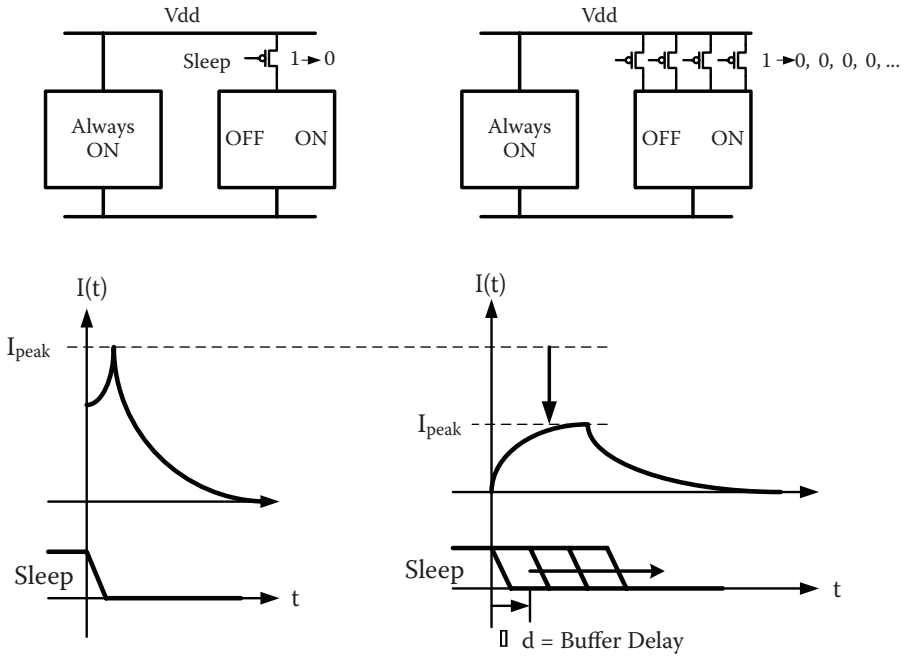 Vdd
Sleep
1→0
Always
ON
OFF
ON
Vdd
1→0, 0, 0, 0, ...
Always
ON
OFF
ON
I(t)
Ipeak
Sleep
t
I(t)
Ipeak
Sleep
t
▯ d = Buffer Delay